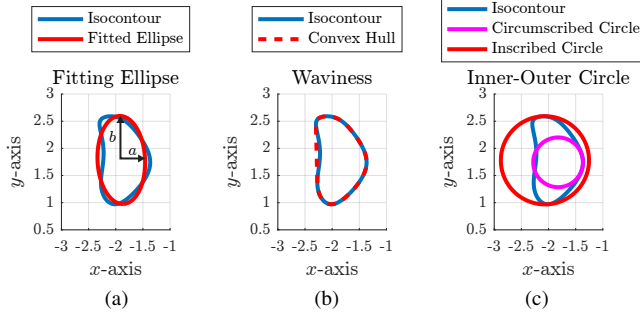 Isocontour
Fitted Ellipse
Fitting Ellipse
3
2.5
2
1.5
1
0.5
y-axis
b
a
-3 -2.5 -2 -1.5 -1
x-axis
(a)
Isocontour
Convex Hull
Waviness
3
2.5
2
1.5
1
0.5
y-axis
-3 -2.5 -2 -1.5 -1
x-axis
(b)
Isocontour
Circumscribed Circle
Inscribed Circle
Inner-Outer Circle
3
2.5
2
1.5
1
0.5
y-axis
-3 -2.5 -2 -1.5 -1
x-axis
(c)